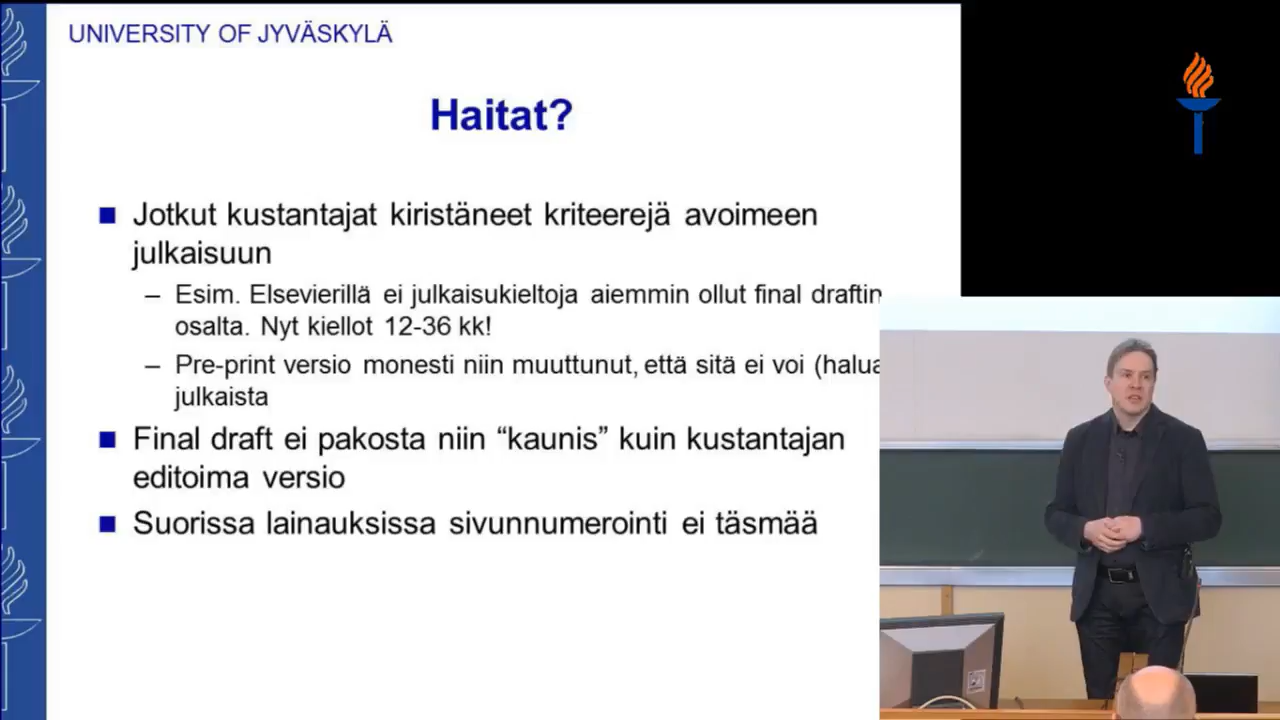 UNIVERSITY OF JYVÄSKYLÄ
Haitat?
Jotkut kustantajat kiristäneet kriteerejä avoimeen
julkaisuun
– Esim. Elsevierillä ei julkaisukieltoja aiemmin ollut final draftin
osalta. Nyt kiellot 12-36 kk!
– Pre-print versio monesti niin muuttunut, että sitä ei voi (halua
julkaista
Final draft ei pakosta niin “kaunis” kuin kustantajan
editoima versio
Suorissa lainauksissa sivunnumerointi ei täsmää